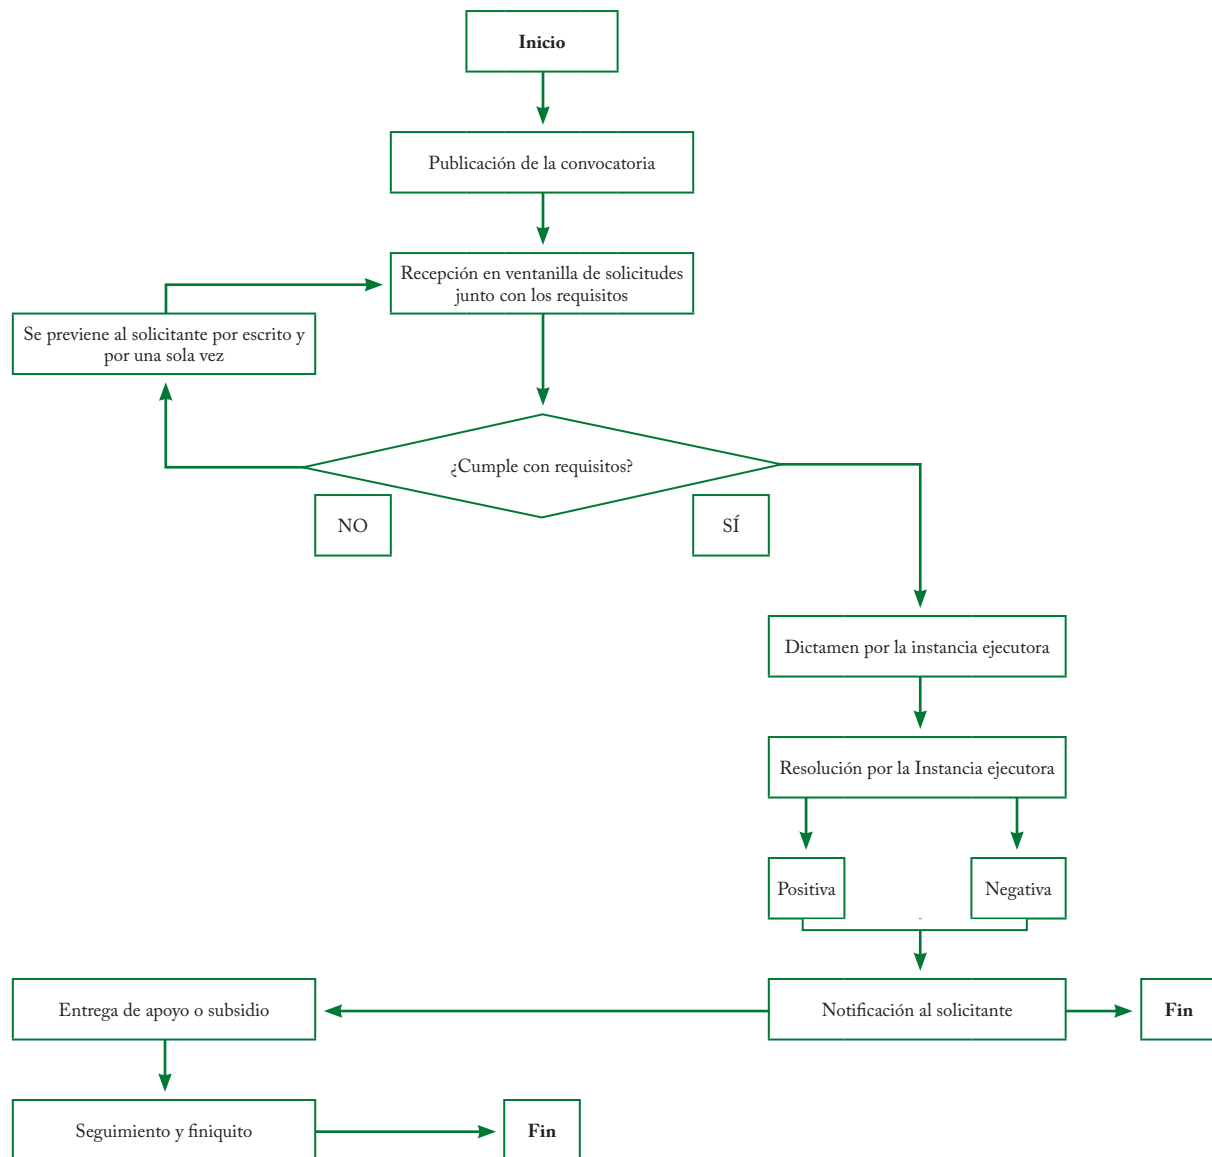 Inicio
Publicación de la convocatoria
Recepción en ventanilla de solicitudes
junto con los requisitos
Se previene al solicitante por escrito y
por una sola vez
¿Cumple con requisitos?
NO
SÍ
Dictamen por la instancia ejecutora
Resolución por la Instancia ejecutora
Positiva
Negativa
Entrega de apoyo o subsidio
Notificación al solicitante
Fin
Seguimiento y finiquito
Fin